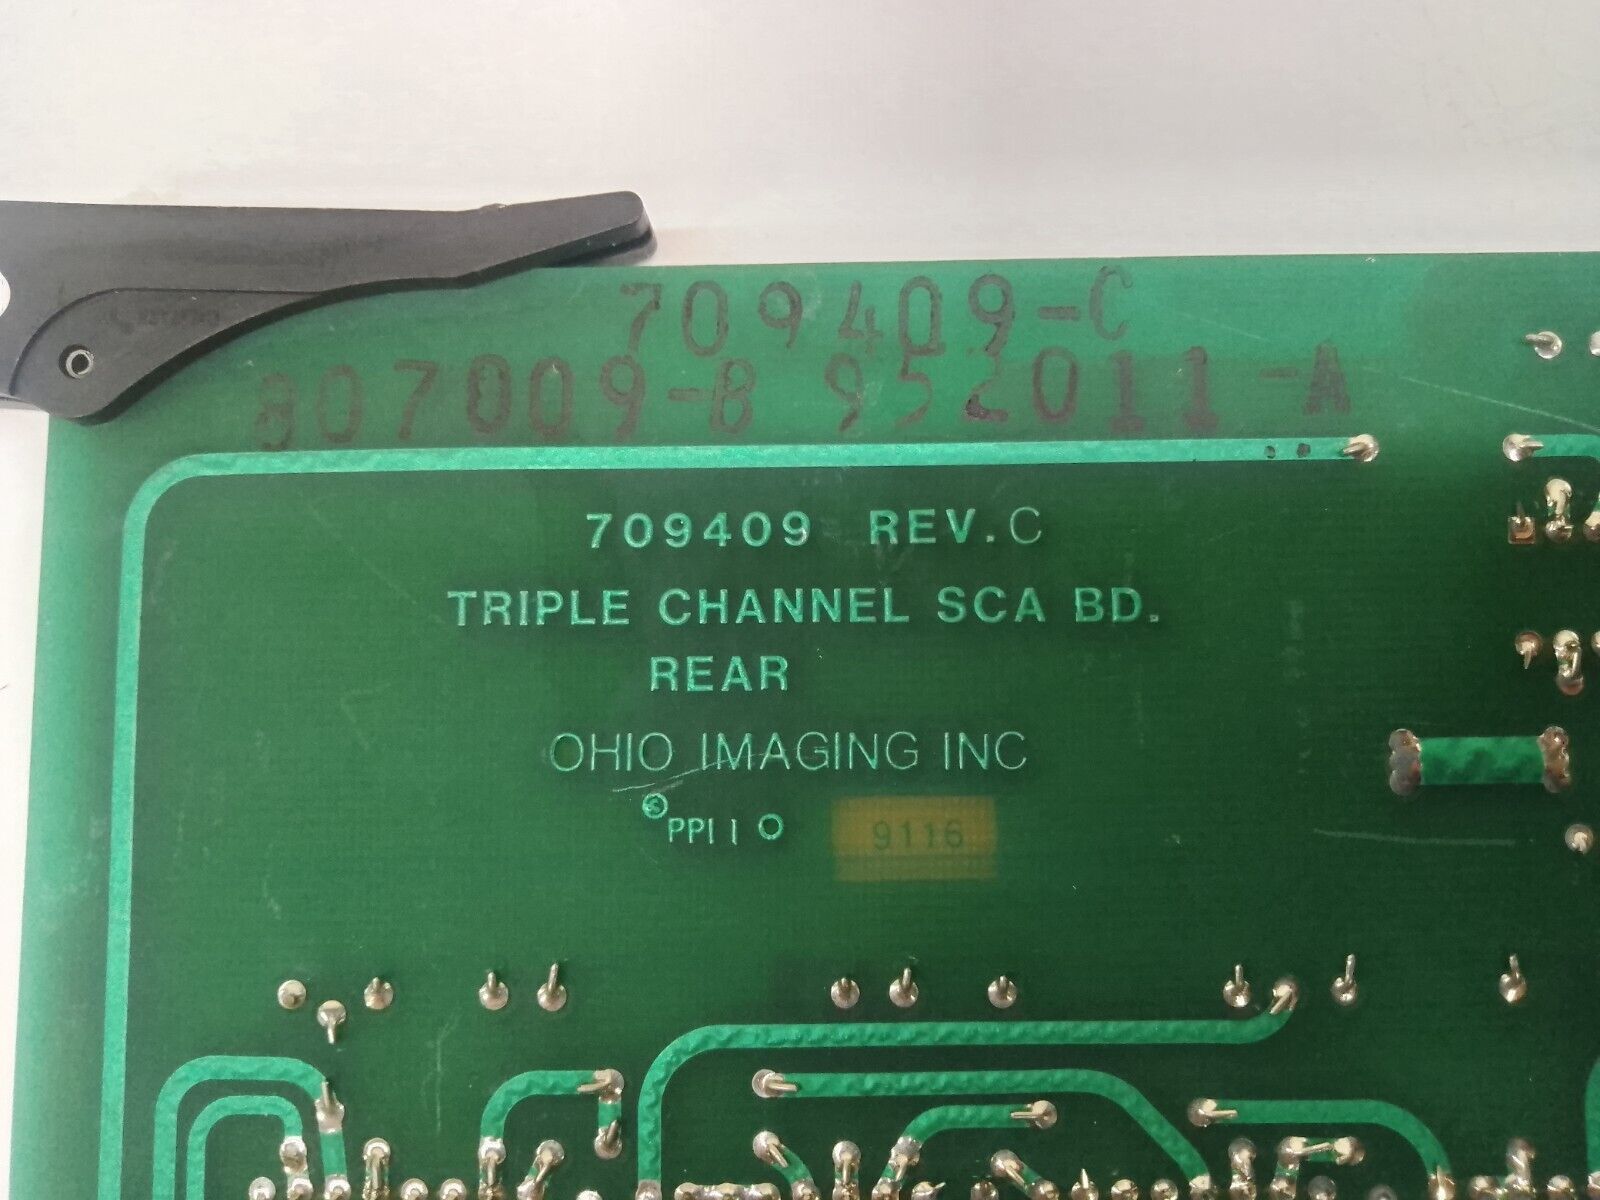 709409-C
807009-B 952011-A
709409 REV.C
TRIPLE CHANNEL SCA BD.
REAR
OHIO IMAGING INC
PPI 1
9116